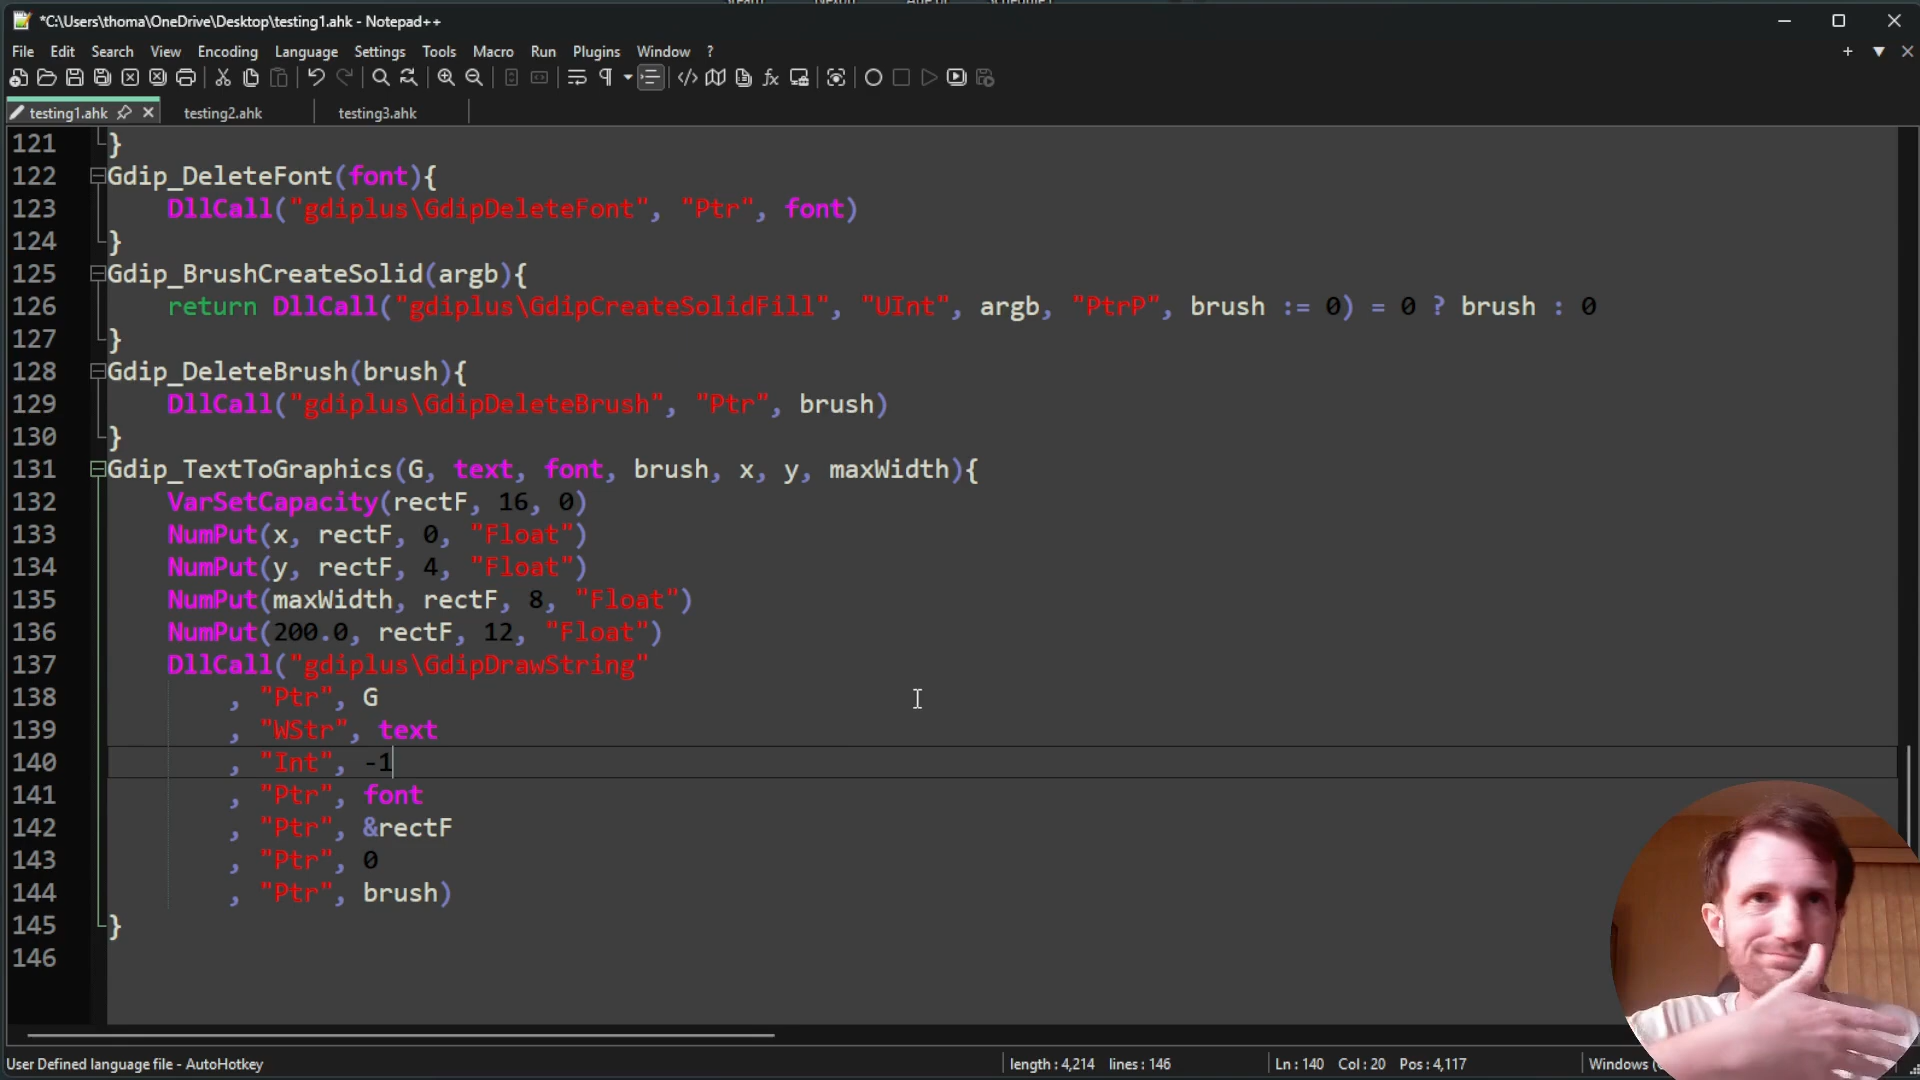 *C:\Users\thoma\OneDrive\Desktop\testing1.ahk - Notepad++
File Edit Search View Encoding Language Settings Tools Macro Run Plugins Window ?
testing1.ahk testing2.ahk testing3.ahk
121 }
122 Gdip_DeleteFont(font){
123 DllCall("gdiplus\GdipDeleteFont", "Ptr", font)
124 }
125 Gdip_BrushCreateSolid(argb){
126 return DllCall("gdiplus\GdipCreateSolidFill", "UInt", argb, "PtrP", brush := 0) = 0 ? brush : 0
127 }
128 Gdip_DeleteBrush(brush){
129 DllCall("gdiplus\GdipDeleteBrush", "Ptr", brush)
130 }
131 Gdip_TextToGraphics(G, text, font, brush, x, y, maxWidth){
132 VarSetCapacity(rectF, 16, 0)
133 NumPut(x, rectF, 0, "Float")
134 NumPut(y, rectF, 4, "Float")
135 NumPut(maxWidth, rectF, 8, "Float")
136 NumPut(200.0, rectF, 12, "Float")
137 DllCall("gdiplus\GdipDrawString"
138 , "Ptr", G
139 , "WStr", text
140 , "Int", -1
141 , "Ptr", font
142 , "Ptr", &rectF
143 , "Ptr", 0
144 , "Ptr", brush)
145 }
146
User Defined language file - AutoHotkey length : 4,214 lines : 146 Ln : 140 Col : 20 Pos : 4,117 Windows